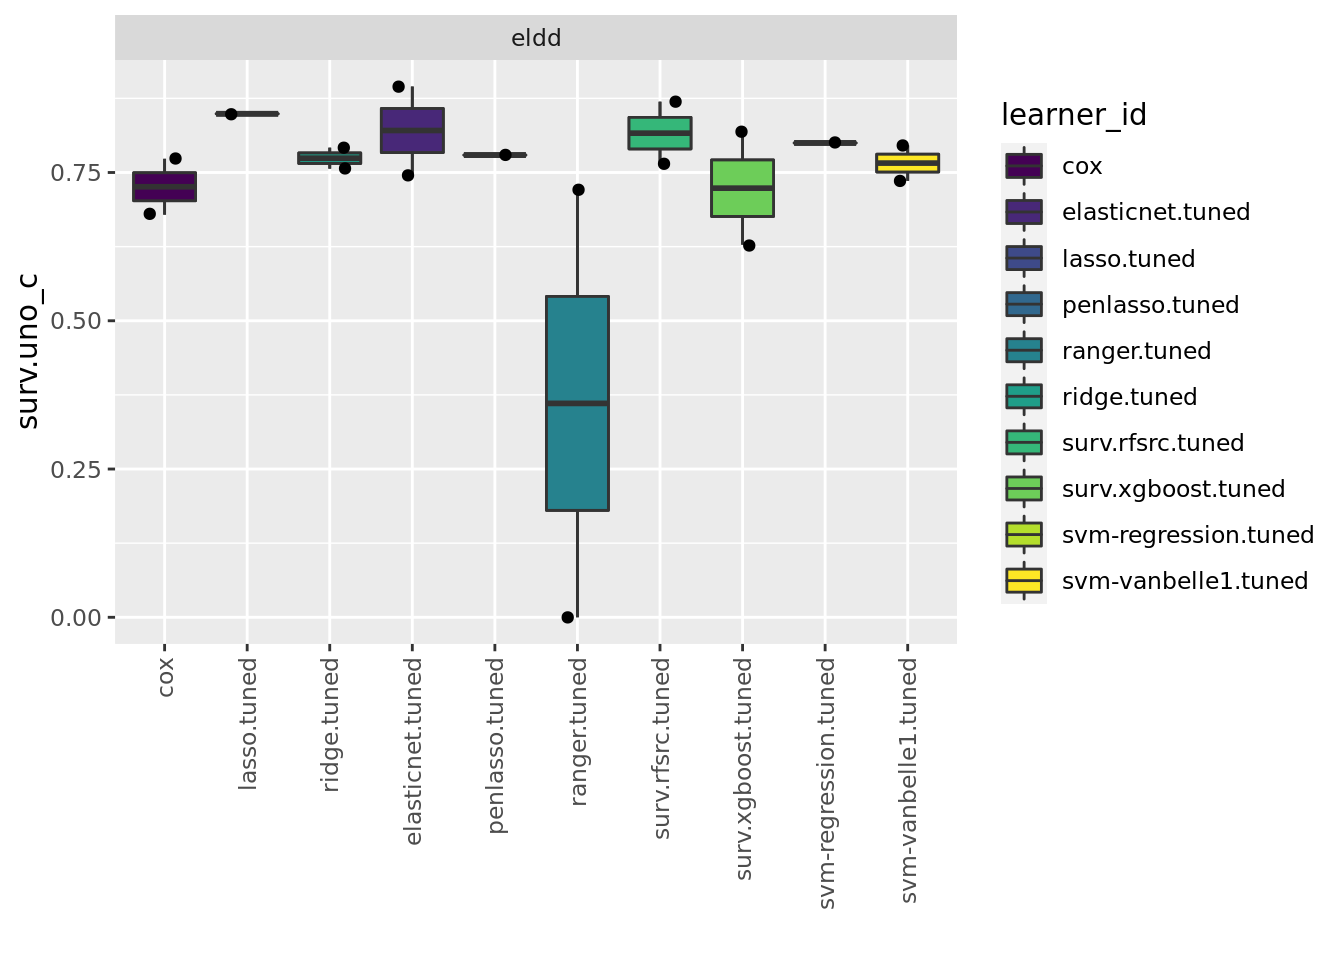 eldd
surv.uno_c
0.75
0.50
0.25
0.00
cox
lasso.tuned
ridge.tuned
elasticnet.tuned
penlasso.tuned
ranger.tuned
surv.rfsrc.tuned
surv.xgboost.tuned
svm-regression.tuned
svm-vanbelle1.tuned
learner_id
cox
elasticnet.tuned
lasso.tuned
penlasso.tuned
ranger.tuned
ridge.tuned
surv.rfsrc.tuned
surv.xgboost.tuned
svm-regression.tuned
svm-vanbelle1.tuned